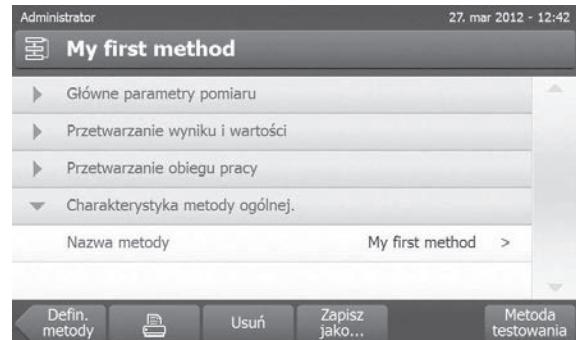 Administrator
27. mar 2012 - 12:42
My first method
Główne parametry pomiaru
Przetwarzanie wyniku i wartości
Przetwarzanie obiegu pracy
Charakterystyka metody ogólnej.
Nazwa metody My first method >
Defin.
metody
Usuń
Zapisz
jako...
Metoda
testowania